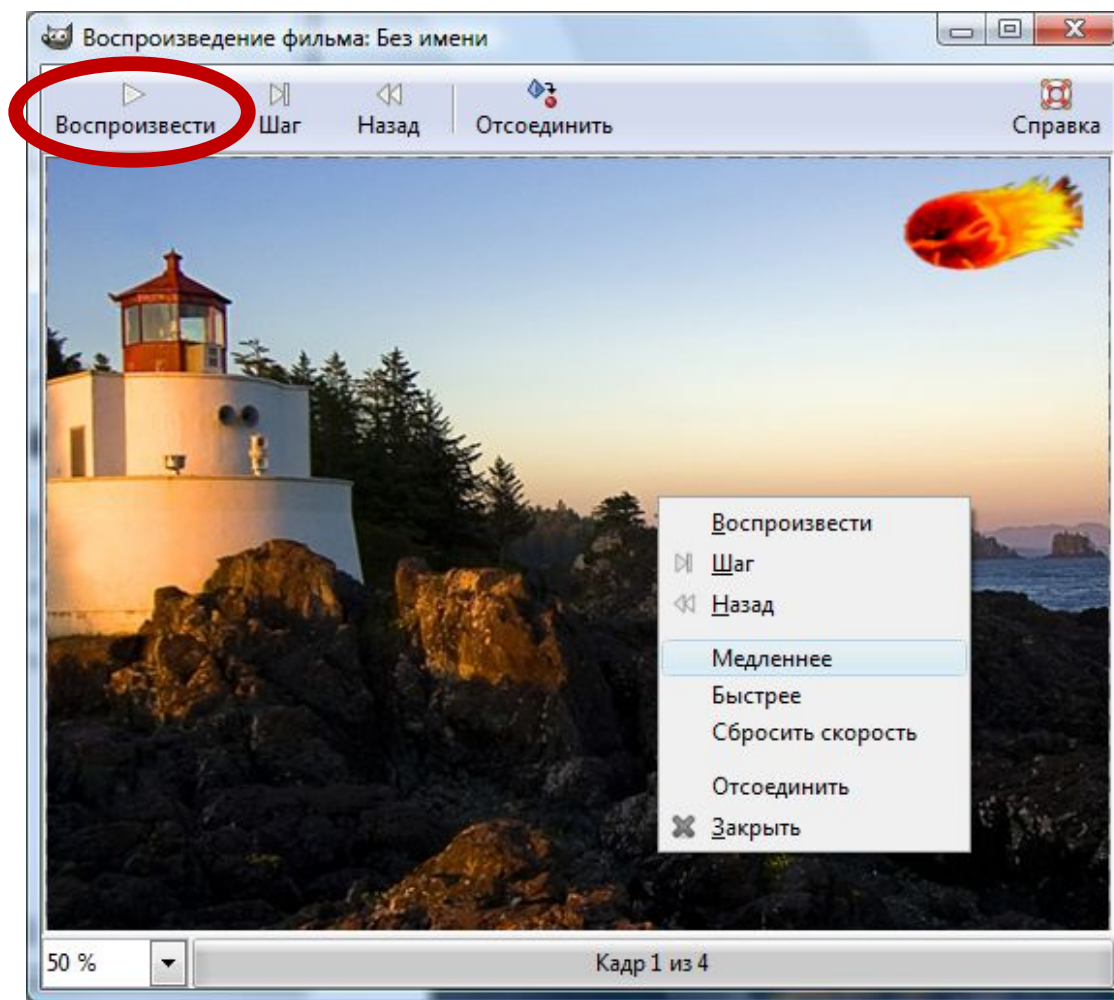 Воспроизведение фильма: Без имени
Воспроизвести Шаг Назад Отсоединить Справка
Воспроизвести
Шаг
Назад
Медленнее
Быстрее
Сбросить скорость
Отсоединить
Закрыть
50 % Кадр 1 из 4